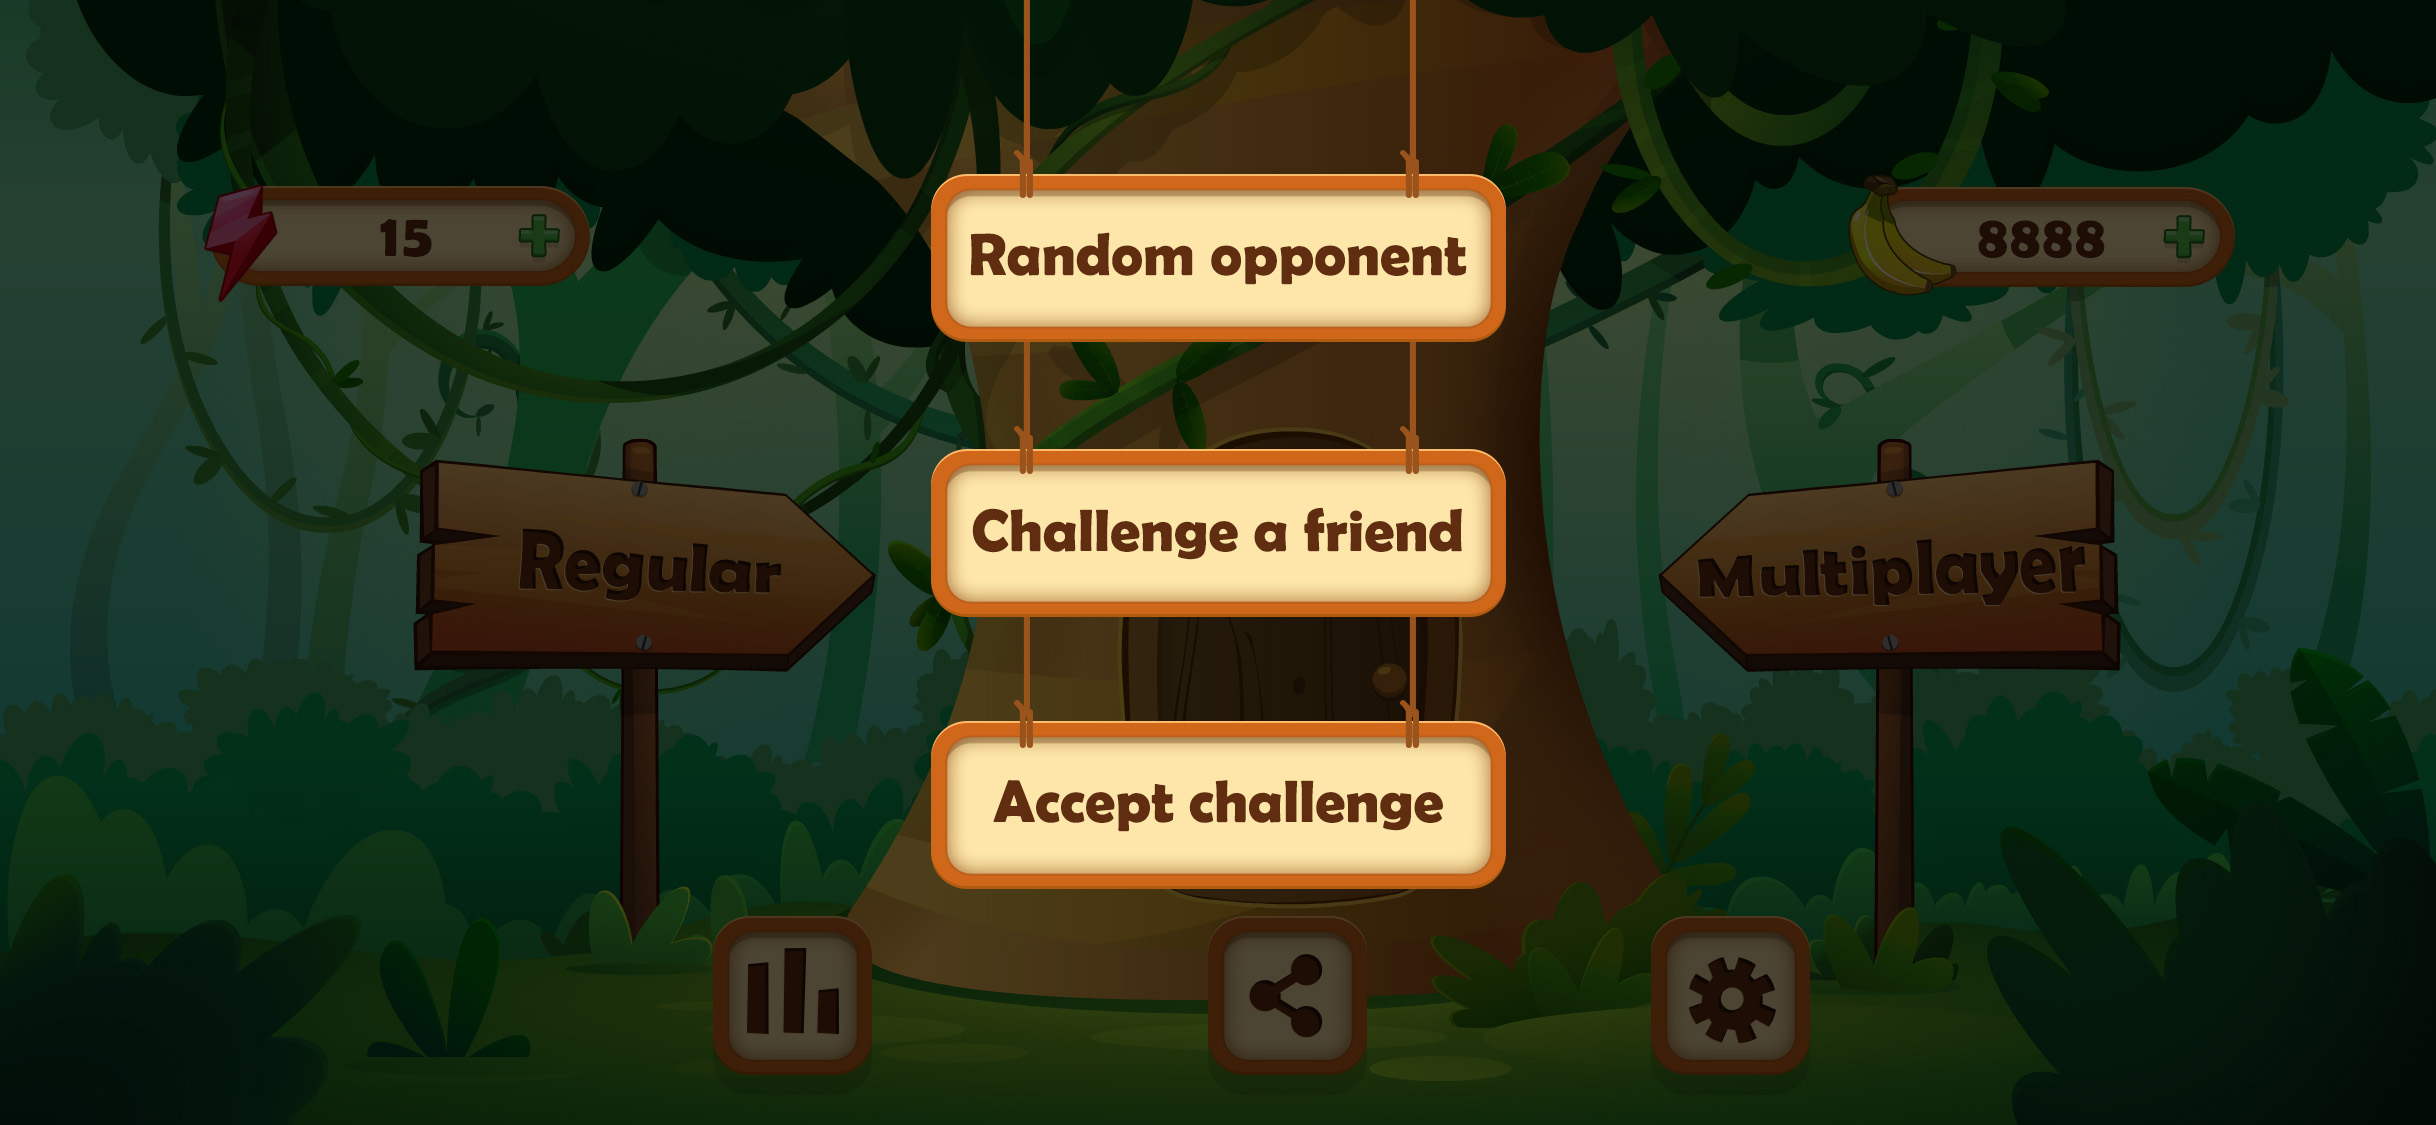 15
8888
Random opponent
Challenge a friend
Regular
Multiplayer
Accept challenge